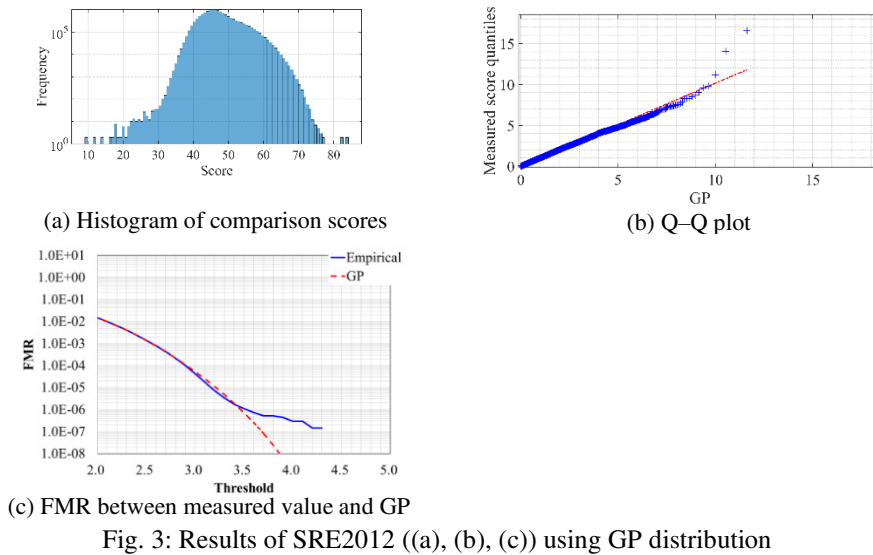 10^6
10^0
Frequency
10 20 30 40 50 60 70 80
Score
(a) Histogram of comparison scores
15
10
5
0
Measured score quantiles
0 5 10 15
GP
(b) Q–Q plot
1.0E+01
1.0E+00
1.0E-01
1.0E-02
1.0E-03
1.0E-04
1.0E-05
1.0E-06
1.0E-07
1.0E-08
FMR
Empirical
GP
2.0 2.5 3.0 3.5 4.0 4.5 5.0
Threshold
(c) FMR between measured value and GP
Fig. 3: Results of SRE2012 ((a), (b), (c)) using GP distribution